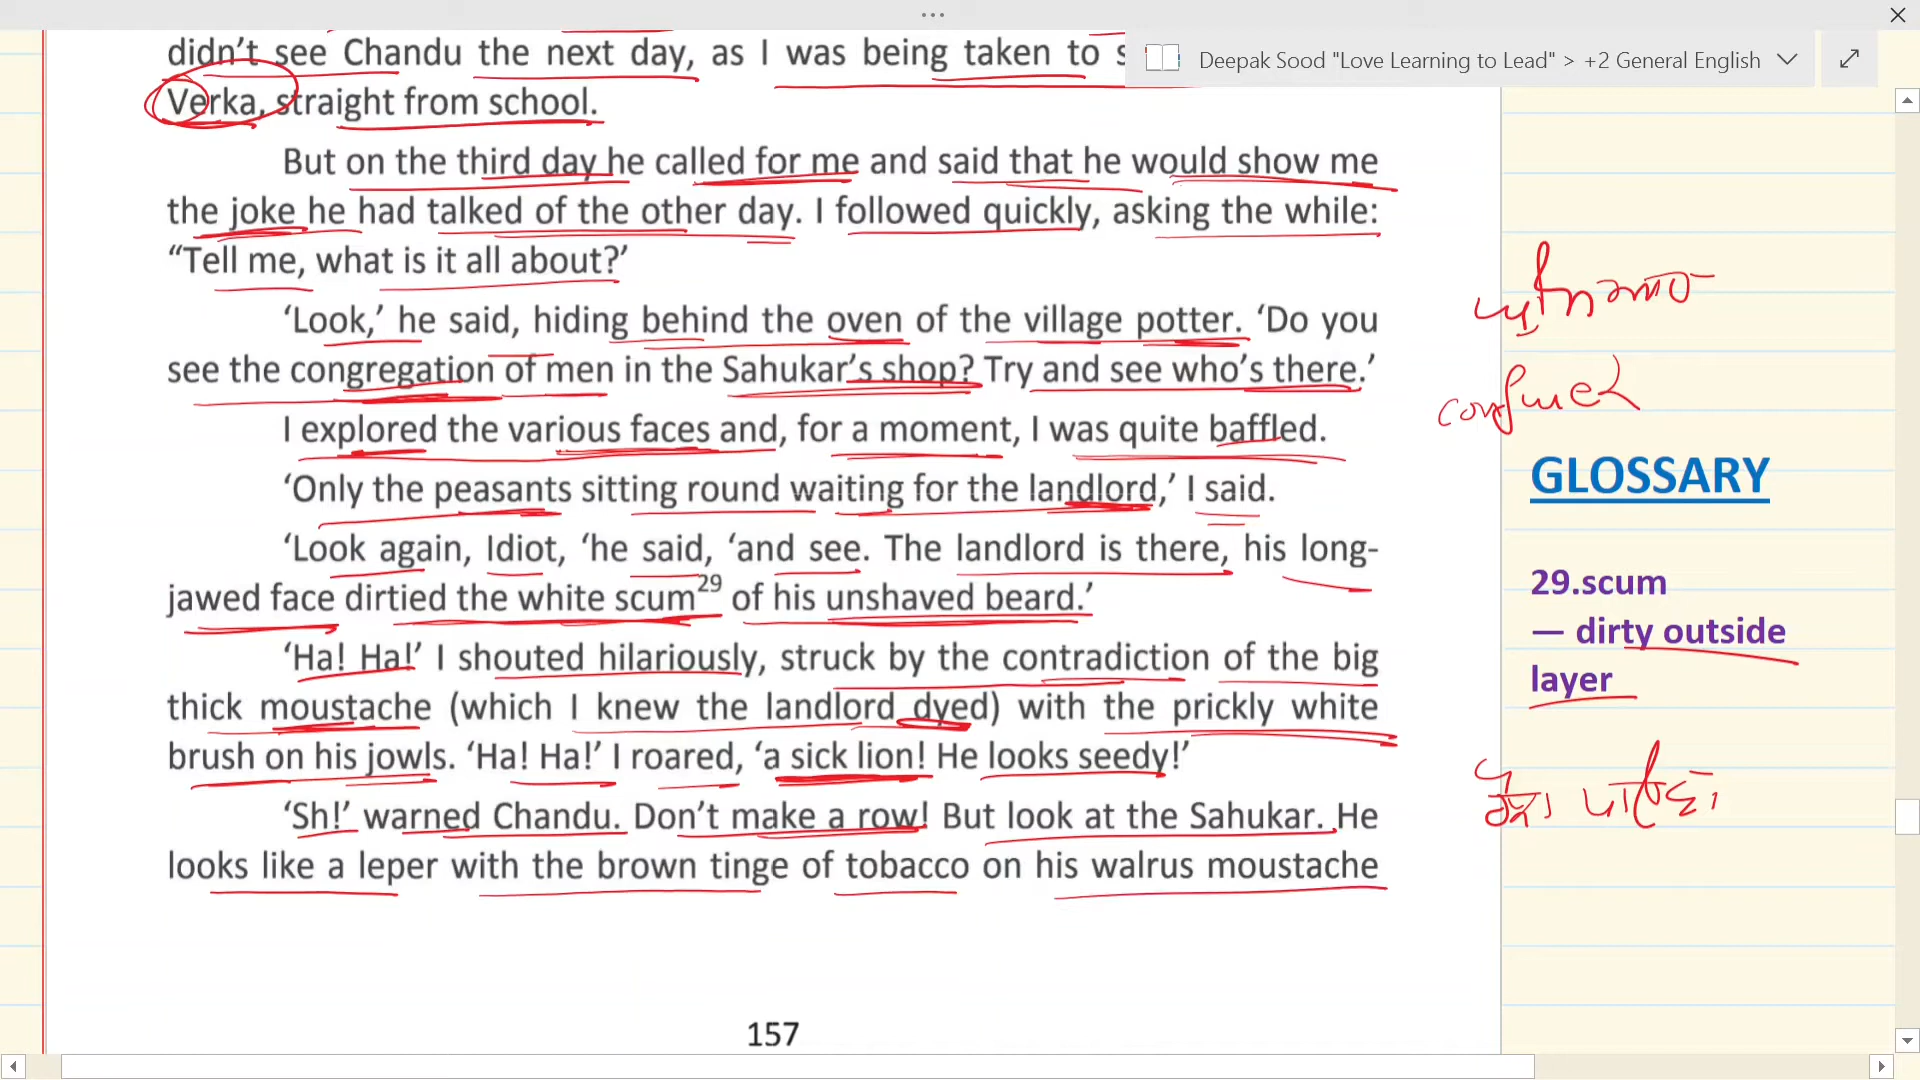 Deepak Sood "Love Learning to Lead" > +2 General English
didn't see Chandu the next day, as I was being taken to s
Verka, straight from school.
But on the third day he called for me and said that he would show me
the joke he had talked of the other day. I followed quickly, asking the while:
“Tell me, what is it all about?’
‘Look,’ he said, hiding behind the oven of the village potter. ‘Do you
see the congregation of men in the Sahukar’s shop? Try and see who’s there.’
I explored the various faces and, for a moment, I was quite baffled.
‘Only the peasants sitting round waiting for the landlord,’ I said.
‘Look again, Idiot, ‘he said, ‘and see. The landlord is there, his long-
jawed face dirtied the white scum29 of his unshaved beard.’
‘Ha! Ha!’ I shouted hilariously, struck by the contradiction of the big
thick moustache (which I knew the landlord dyed) with the prickly white
brush on his jowls. ‘Ha! Ha!’ I roared, ‘a sick lion! He looks seedy!’
‘Sh!’ warned Chandu. Don’t make a row! But look at the Sahukar. He
looks like a leper with the brown tinge of tobacco on his walrus moustache
157
GLOSSARY
29.scum
— dirty outside
layer